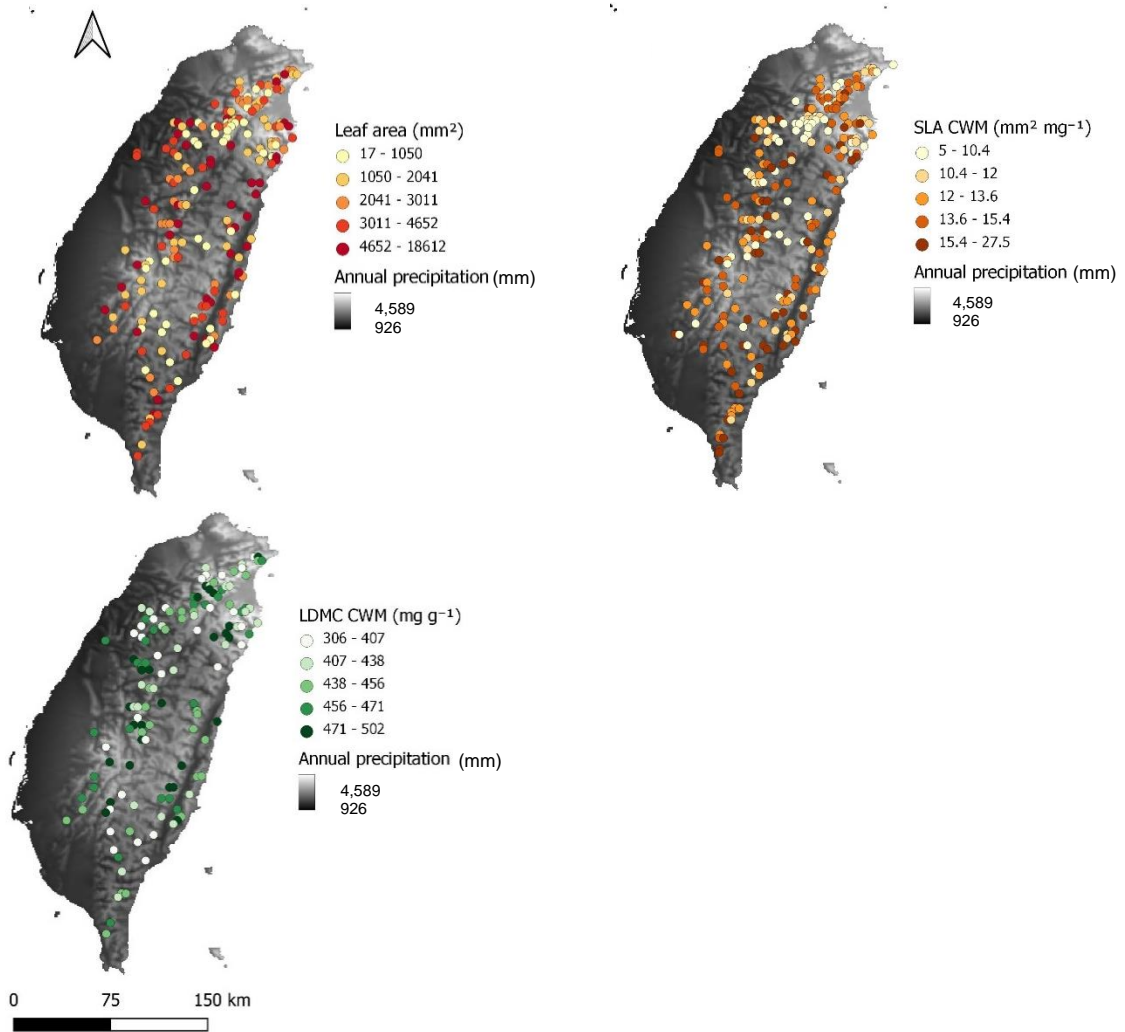 Leaf area (mm²)
17 - 1050
1050 - 2041
2041 - 3011
3011 - 4652
4652 - 18612
Annual precipitation (mm)
4,589
926
SLA CWM (mm² mg⁻¹)
5 - 10.4
10.4 - 12
12 - 13.6
13.6 - 15.4
15.4 - 27.5
Annual precipitation (mm)
4,589
926
LDMC CWM (mg g⁻¹)
306 - 407
407 - 438
438 - 456
456 - 471
471 - 502
Annual precipitation (mm)
4,589
926
0 75 150 km